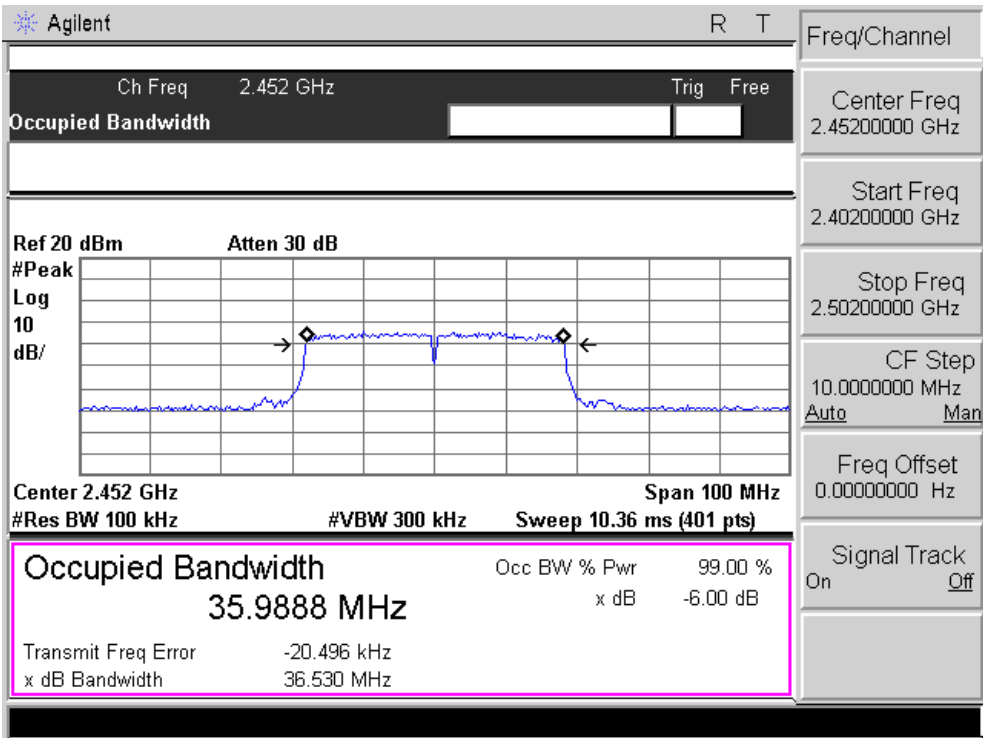 Agilent R T
Ch Freq 2.452 GHz Trig Free
Occupied Bandwidth
Ref 20 dBm Atten 30 dB
#Peak
Log
10
dB/
Center 2.452 GHz Span 100 MHz
#Res BW 100 kHz #VBW 300 kHz Sweep 10.36 ms (401 pts)
Occupied Bandwidth Occ BW % Pwr 99.00 %
35.9888 MHz x dB -6.00 dB
Transmit Freq Error -20.496 kHz
x dB Bandwidth 36.530 MHz
Freq/Channel
Center Freq
2.45200000 GHz
Start Freq
2.40200000 GHz
Stop Freq
2.50200000 GHz
CF Step
10.0000000 MHz
Auto Man
Freq Offset
0.00000000 Hz
Signal Track
On Off